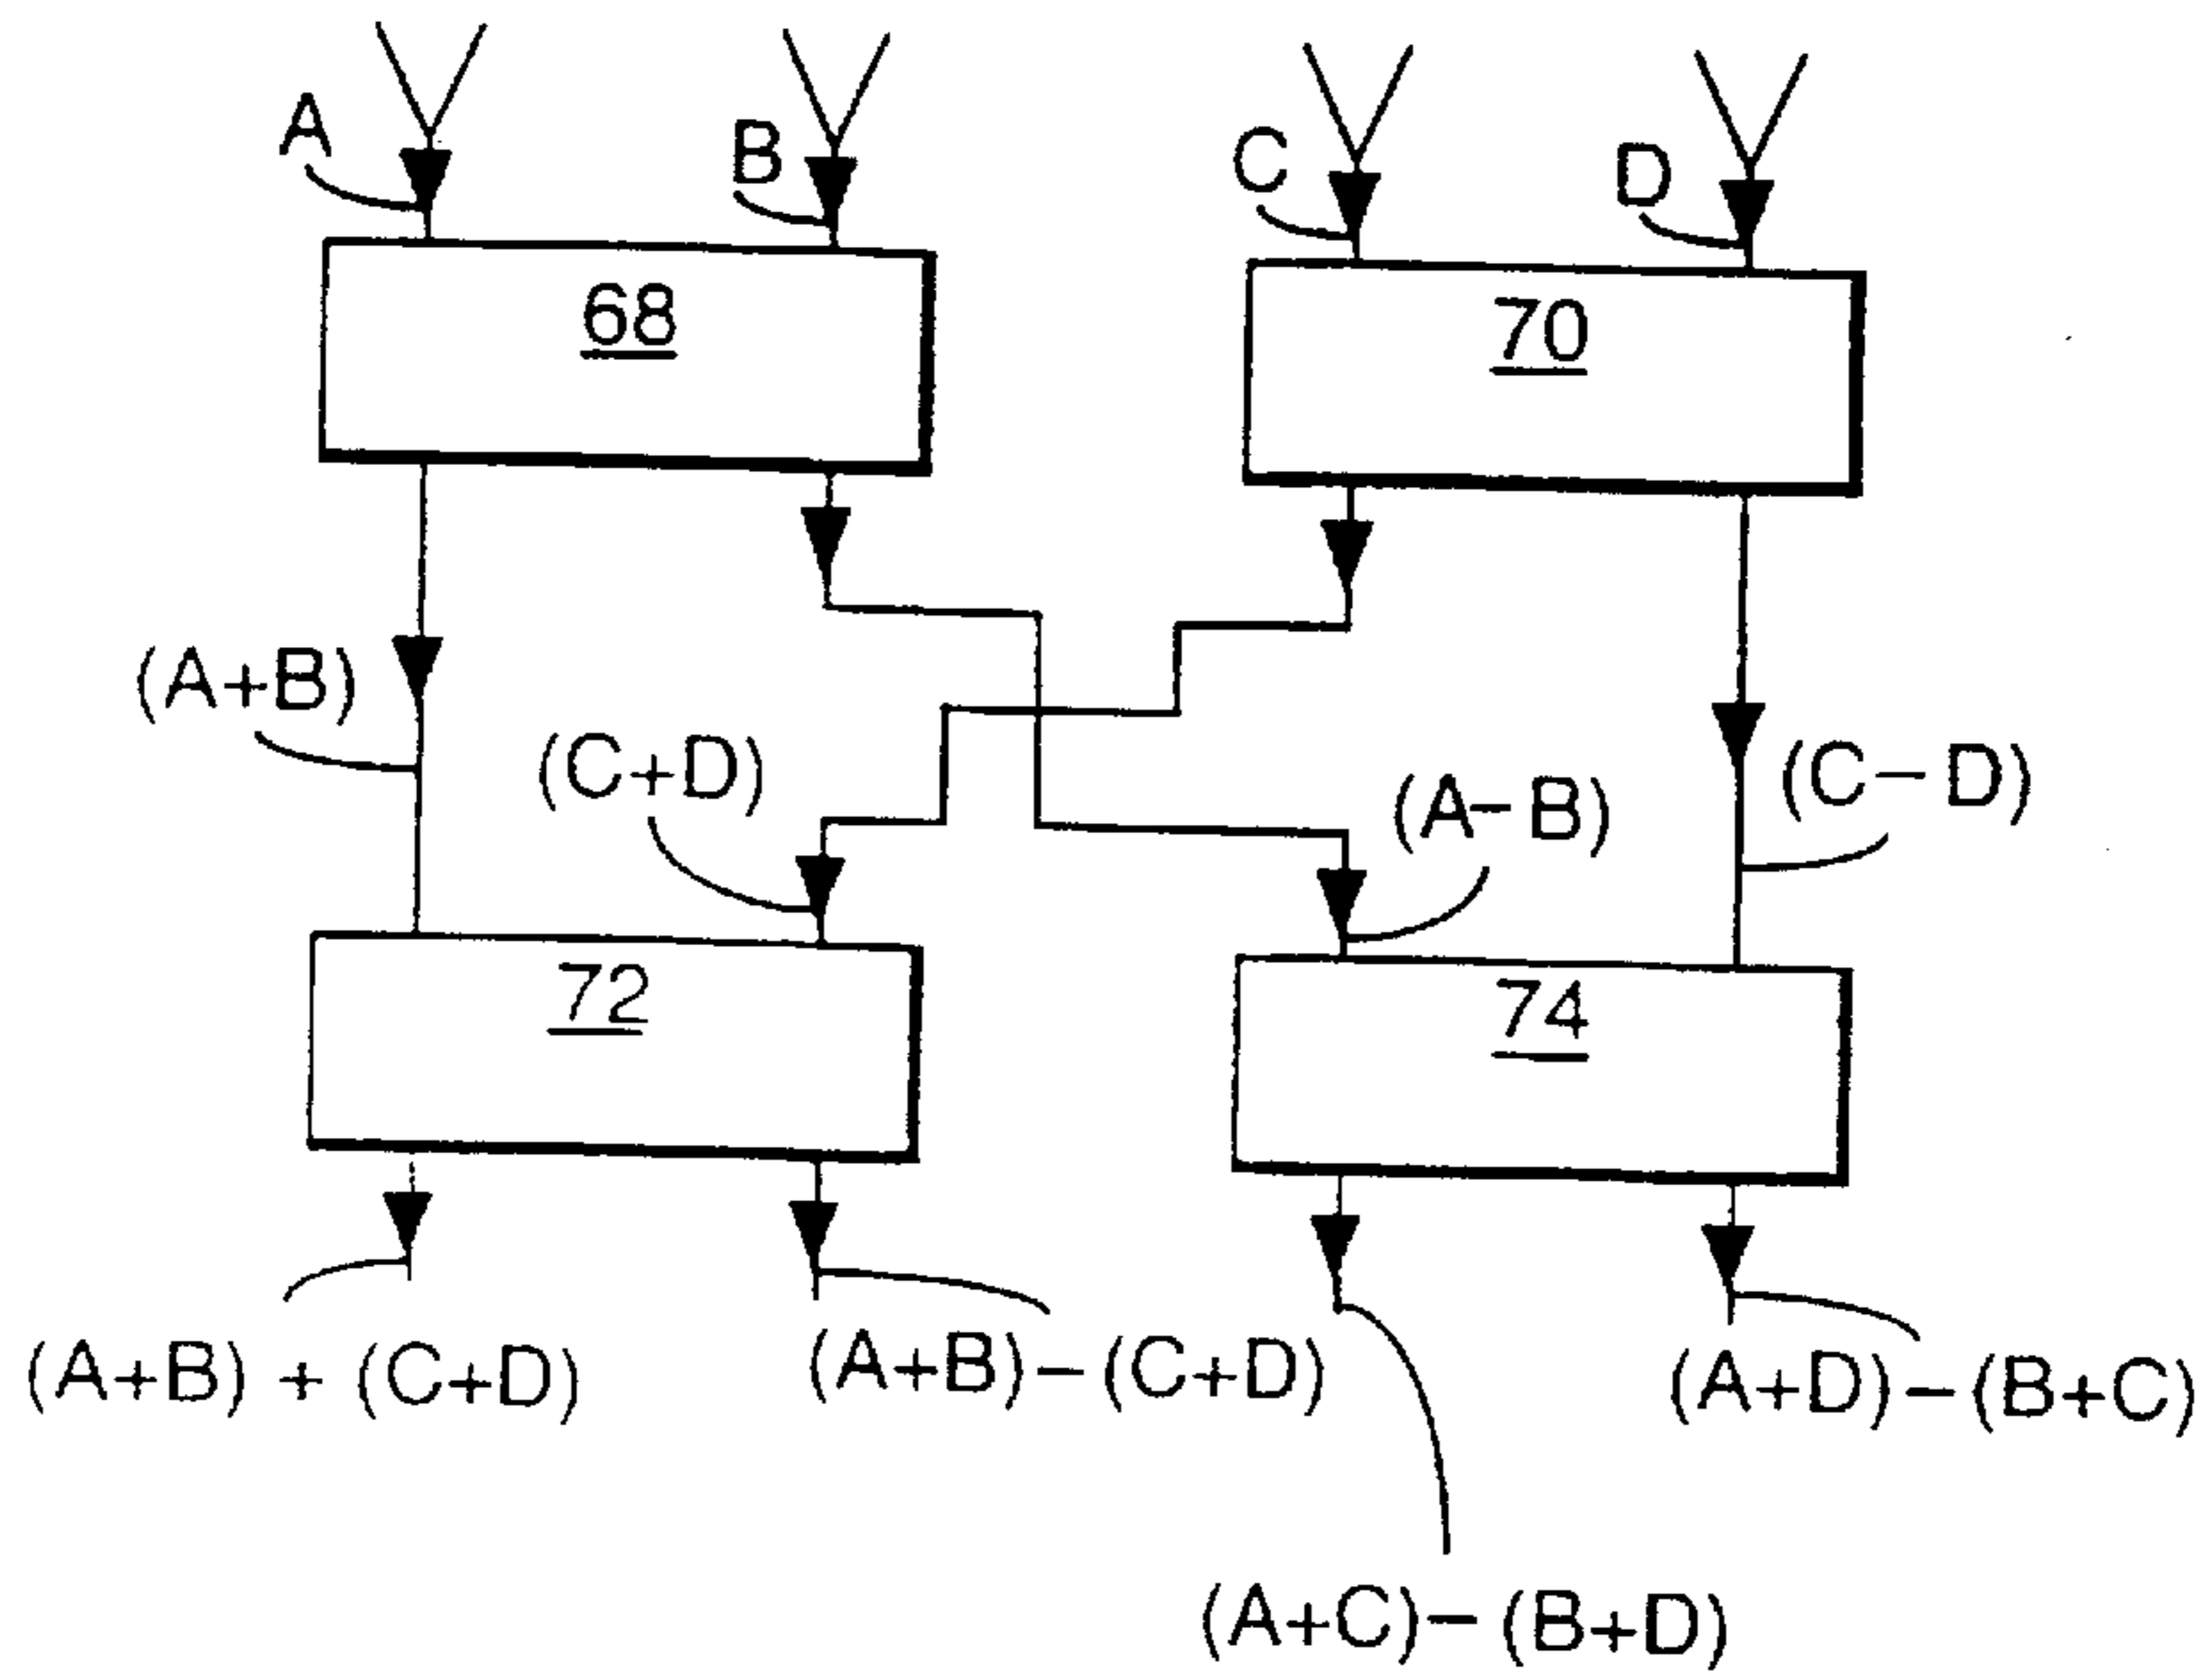 A
B
C
D
68
70
(A+B)
(C+D)
(A−B)
(C−D)
72
74
(A+B) + (C+D)
(A+B)−(C+D)
(A+D)−(B+C)
(A+C)−(B+D)